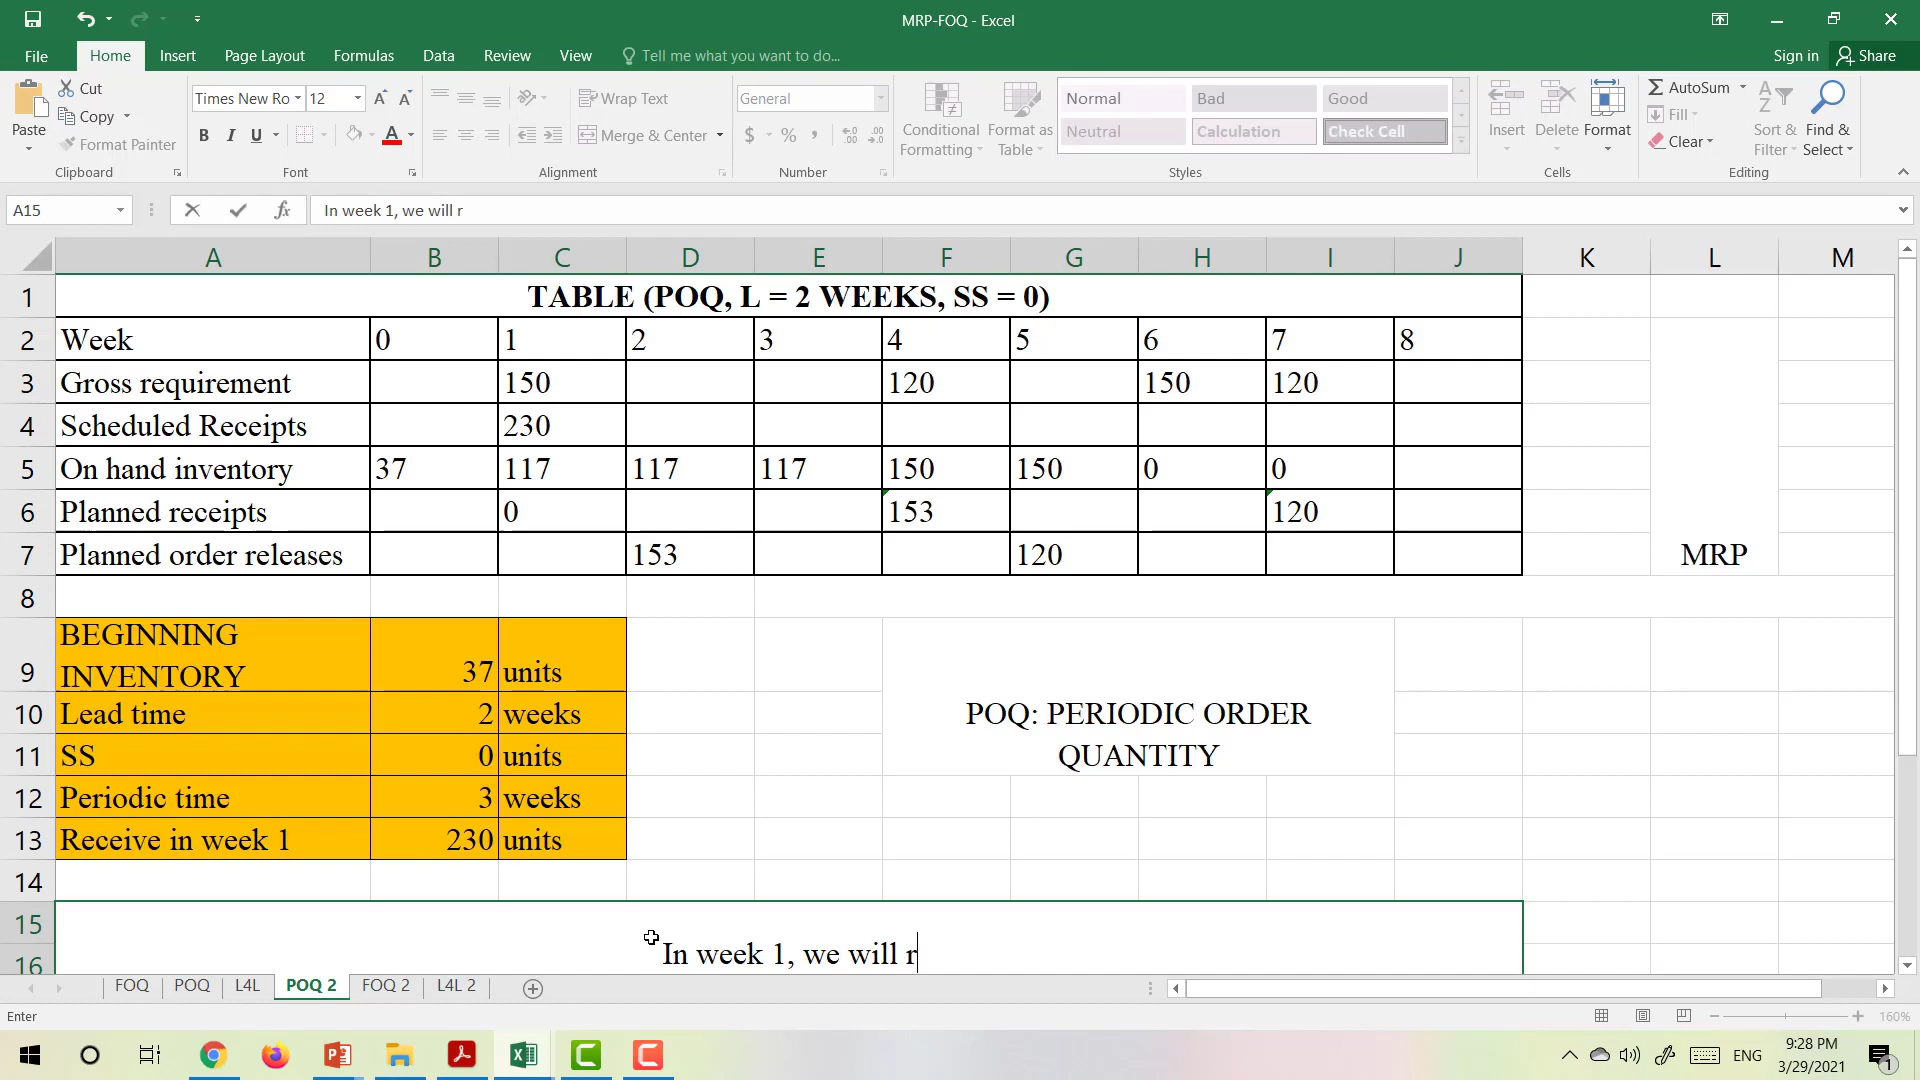 MRP-FOQ - Excel
File Home Insert Page Layout Formulas Data Review View Tell me what you want to do... Sign in Share
Paste Cut Copy Format Painter
Times New Ro 12 Wrap Text Merge & Center General
Conditional Formatting Format as Table
Normal Bad Good
Neutral Calculation Check Cell
Insert Delete Format
AutoSum Fill Clear Sort & Filter Find & Select
Clipboard Font Alignment Number Styles Cells Editing
A15 fx In week 1, we will r
A B C D E F G H I J K L M
1 TABLE (POQ, L = 2 WEEKS, SS = 0)
2 Week 0 1 2 3 4 5 6 7 8
3 Gross requirement 150 120 150 120
4 Scheduled Receipts 230
5 On hand inventory 37 117 117 117 150 150 0 0
6 Planned receipts 0 153 120
7 Planned order releases 153 120 MRP
8
9 BEGINNING INVENTORY 37 units
10 Lead time 2 weeks
11 SS 0 units
POQ: PERIODIC ORDER
QUANTITY
12 Periodic time 3 weeks
13 Receive in week 1 230 units
14
15
16 In week 1, we will r
FOQ POQ L4L POQ 2 FOQ 2 L4L 2
Enter 160%
ENG 9:28 PM
3/29/2021 1